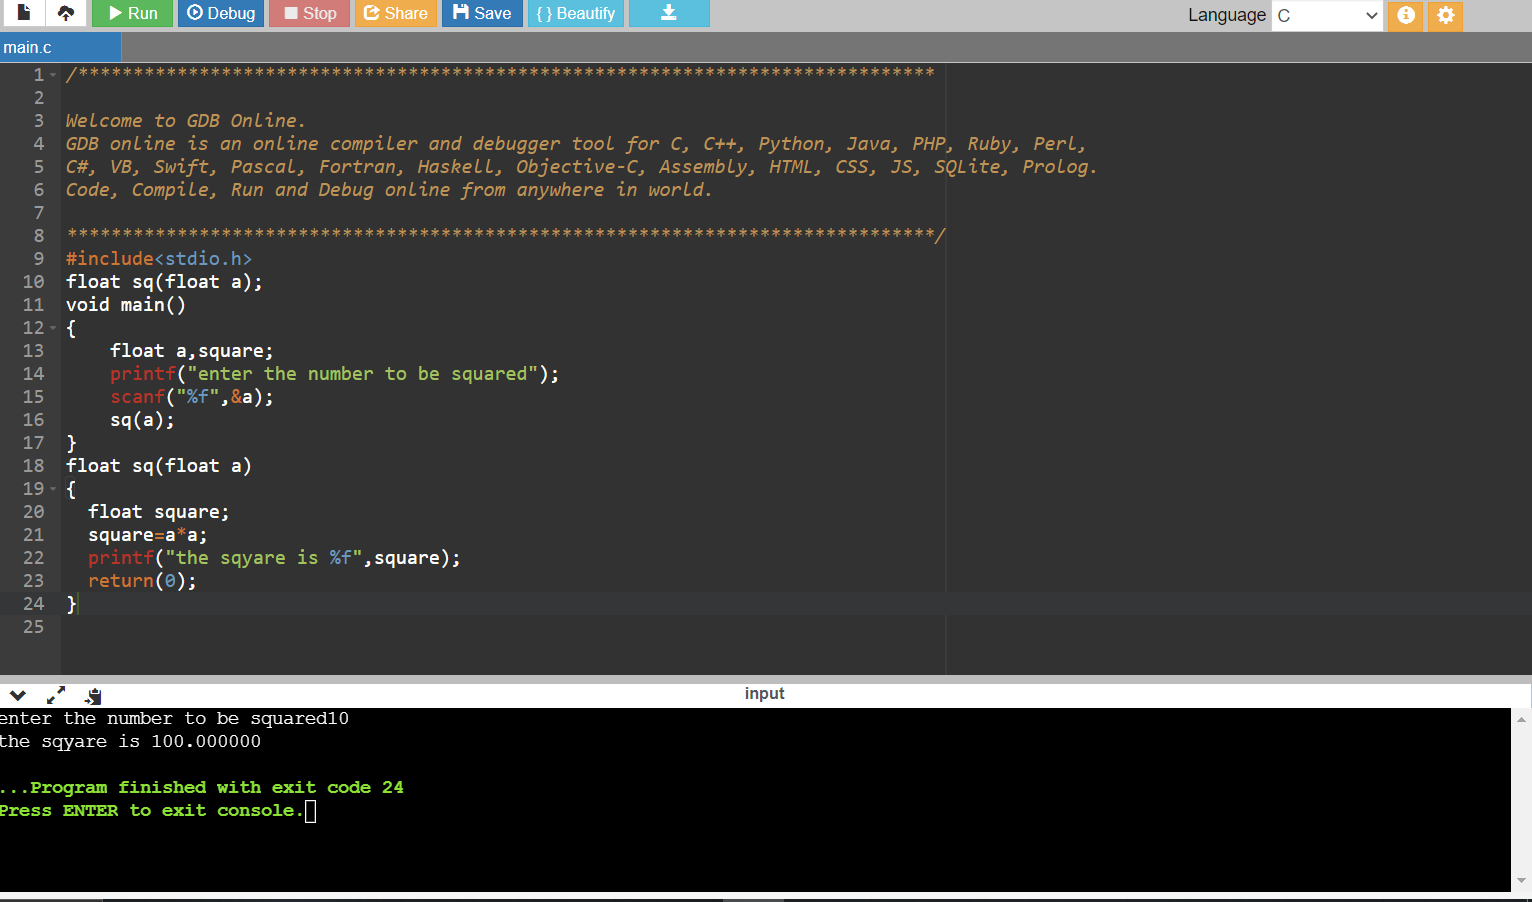 Run Debug Stop Share Save { } Beautify Language C
main.c
1 /******************************************************************************
2
3 Welcome to GDB Online.
4 GDB online is an online compiler and debugger tool for C, C++, Python, Java, PHP, Ruby, Perl,
5 C#, VB, Swift, Pascal, Fortran, Haskell, Objective-C, Assembly, HTML, CSS, JS, SQLite, Prolog.
6 Code, Compile, Run and Debug online from anywhere in world.
7
8 *******************************************************************************/
9 #include<stdio.h>
10 float sq(float a);
11 void main()
12 {
13     float a,square;
14     printf("enter the number to be squared");
15     scanf("%f",&a);
16     sq(a);
17 }
18 float sq(float a)
19 {
20   float square;
21   square=a*a;
22   printf("the sqyare is %f",square);
23   return(0);
24 }
25
input
enter the number to be squared10
the sqyare is 100.000000
...Program finished with exit code 24
Press ENTER to exit console.